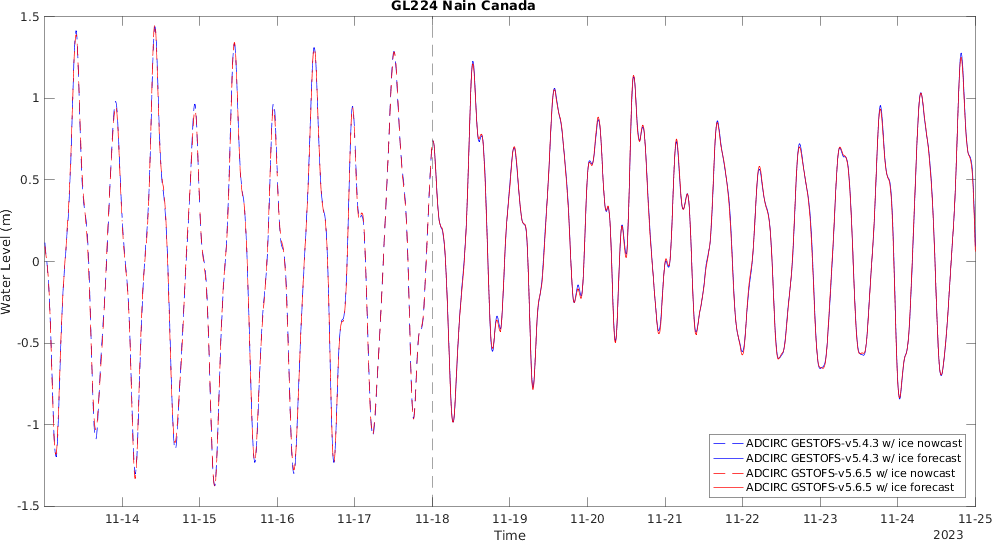 GL224 Nain Canada
1.5
1
0.5
0
-0.5
-1
-1.5
Water Level (m)
11-14 11-15 11-16 11-17 11-18 11-19 11-20 11-21 11-22 11-23 11-24 11-25
Time
2023
ADCIRC GESTOFS-v5.4.3 w/ ice nowcast
ADCIRC GESTOFS-v5.4.3 w/ ice forecast
ADCIRC GSTOFS-v5.6.5 w/ ice nowcast
ADCIRC GSTOFS-v5.6.5 w/ ice forecast